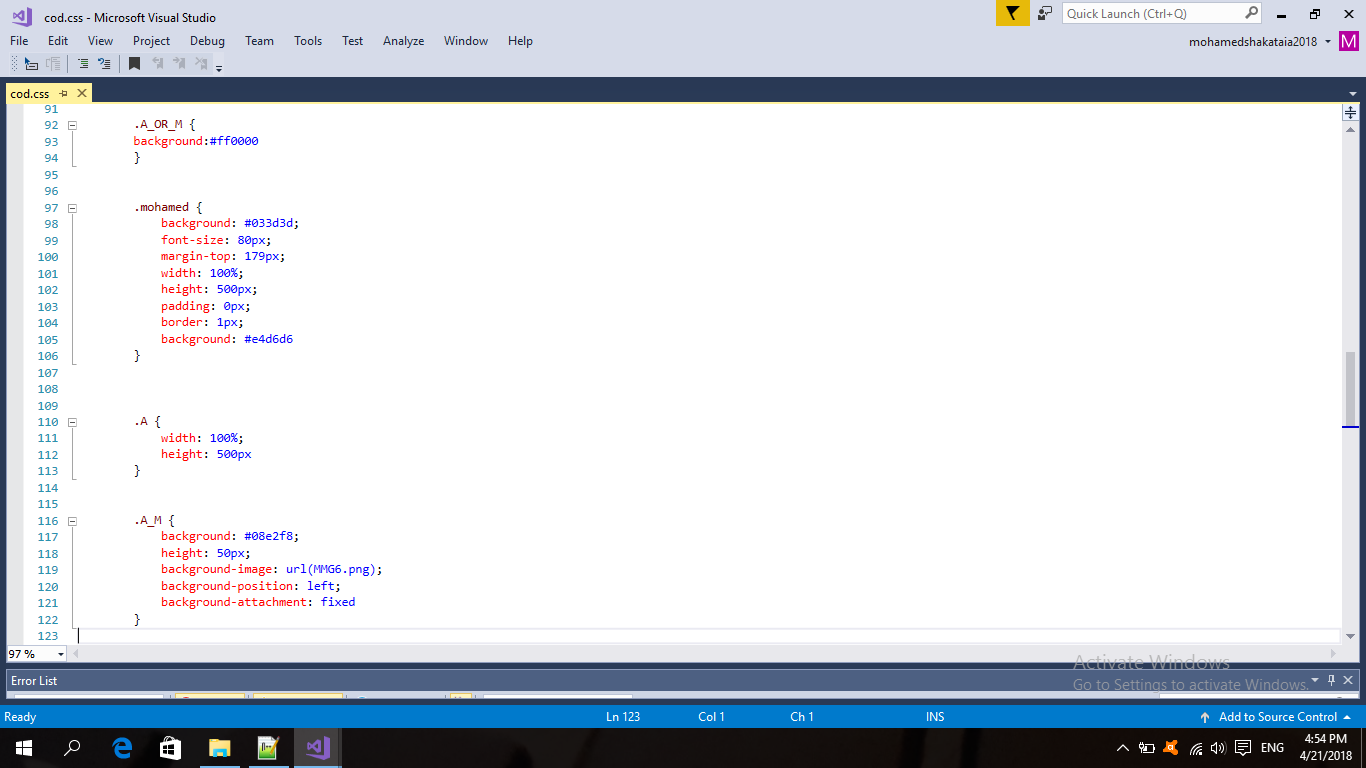 cod.css - Microsoft Visual Studio
Quick Launch (Ctrl+Q)
File Edit View Project Debug Team Tools Test Analyze Window Help
mohamedshakataia2018 M
cod.css
91
92 .A_OR_M {
93 background:#ff0000
94 }
95
96
97 .mohamed {
98 background: #033d3d;
99 font-size: 80px;
100 margin-top: 179px;
101 width: 100%;
102 height: 500px;
103 padding: 0px;
104 border: 1px;
105 background: #e4d6d6
106 }
107
108
109
110 .A {
111 width: 100%;
112 height: 500px
113 }
114
115
116 .A_M {
117 background: #08e2f8;
118 height: 50px;
119 background-image: url(MMG6.png);
120 background-position: left;
121 background-attachment: fixed
122 }
123
97 %
Activate Windows
Go to Settings to activate Windows.
Error List
Ready Ln 123 Col 1 Ch 1 INS Add to Source Control
ENG
4:54 PM
4/21/2018